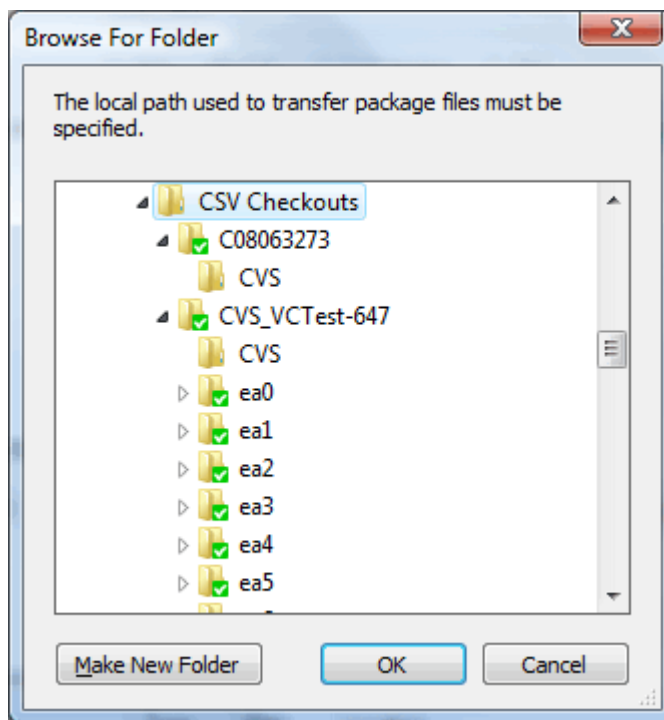 Browse For Folder
The local path used to transfer package files must be
specified.
CSV Checkouts
C08063273
CVS
CVS_VCTest-647
CVS
ea0
ea1
ea2
ea3
ea4
ea5
Make New Folder
OK
Cancel